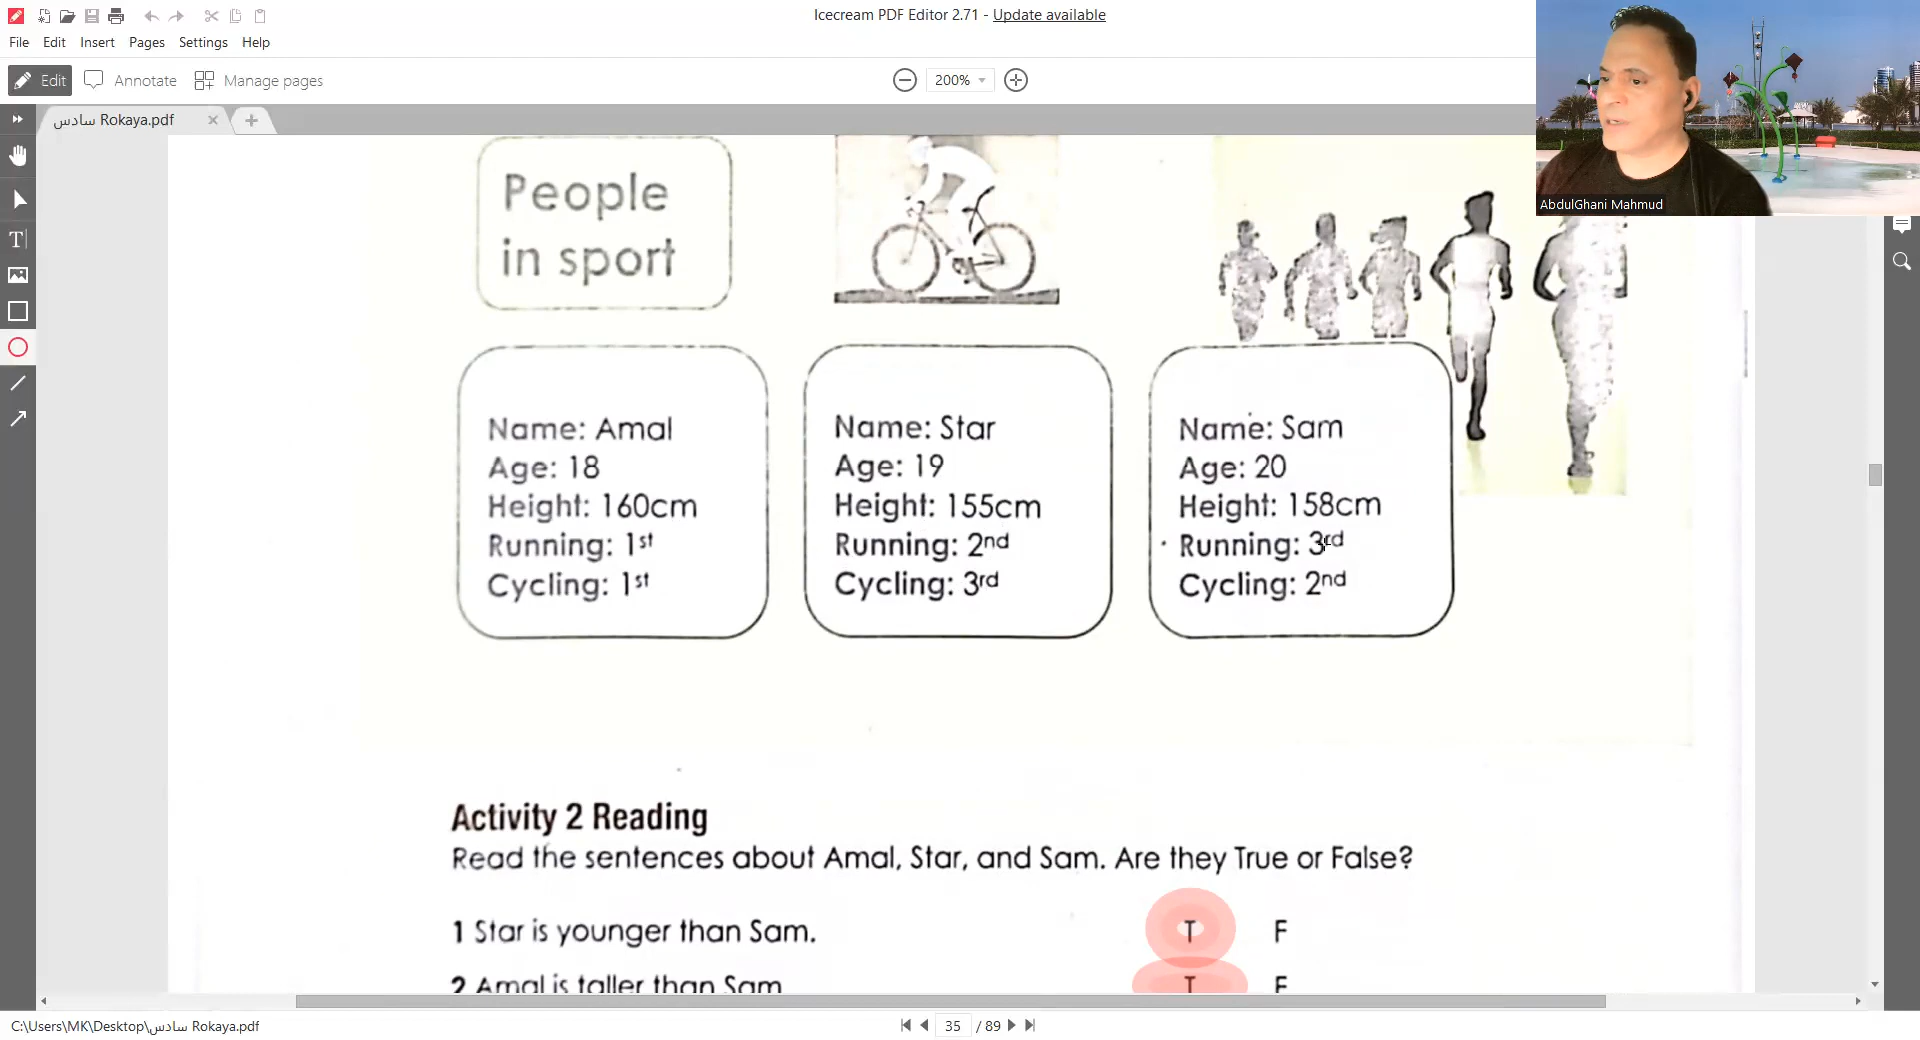 Icecream PDF Editor 2.71 - Update available
File Edit Insert Pages Settings Help
Edit Annotate Manage pages
200%
سادس Rokaya.pdf
AbdulGhani Mahmud
People
in sport
Name: Amal
Age: 18
Height: 160cm
Running: 1st
Cycling: 1st
Name: Star
Age: 19
Height: 155cm
Running: 2nd
Cycling: 3rd
Name: Sam
Age: 20
Height: 158cm
Running: 3rd
Cycling: 2nd
Activity 2 Reading
Read the sentences about Amal, Star, and Sam. Are they True or False?
1 Star is younger than Sam. T F
2 Amal is taller than Sam T F
C:\Users\MK\Desktop\سادس Rokaya.pdf
35 / 89